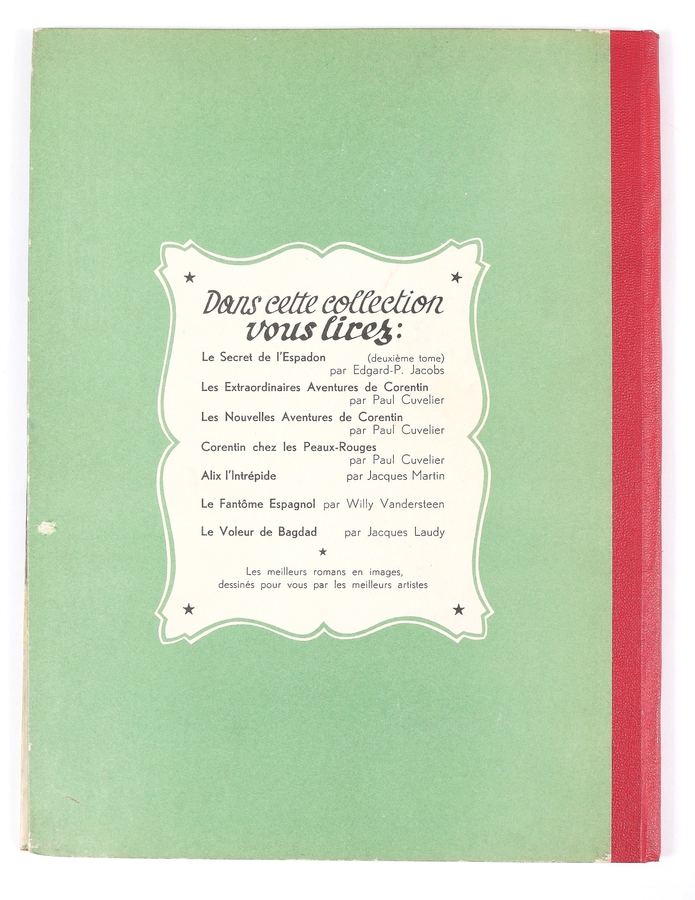 Dans cette collection
vous lirez:
Le Secret de l'Espadon (deuxième tome)
par Edgard-P. Jacobs
Les Extraordinaires Aventures de Corentin
par Paul Cuvelier
Les Nouvelles Aventures de Corentin
par Paul Cuvelier
Corentin chez les Peaux-Rouges
par Paul Cuvelier
Alix l'Intrépide par Jacques Martin
Le Fantôme Espagnol par Willy Vandersteen
Le Voleur de Bagdad par Jacques Laudy
Les meilleurs romans en images,
dessinés pour vous par les meilleurs artistes